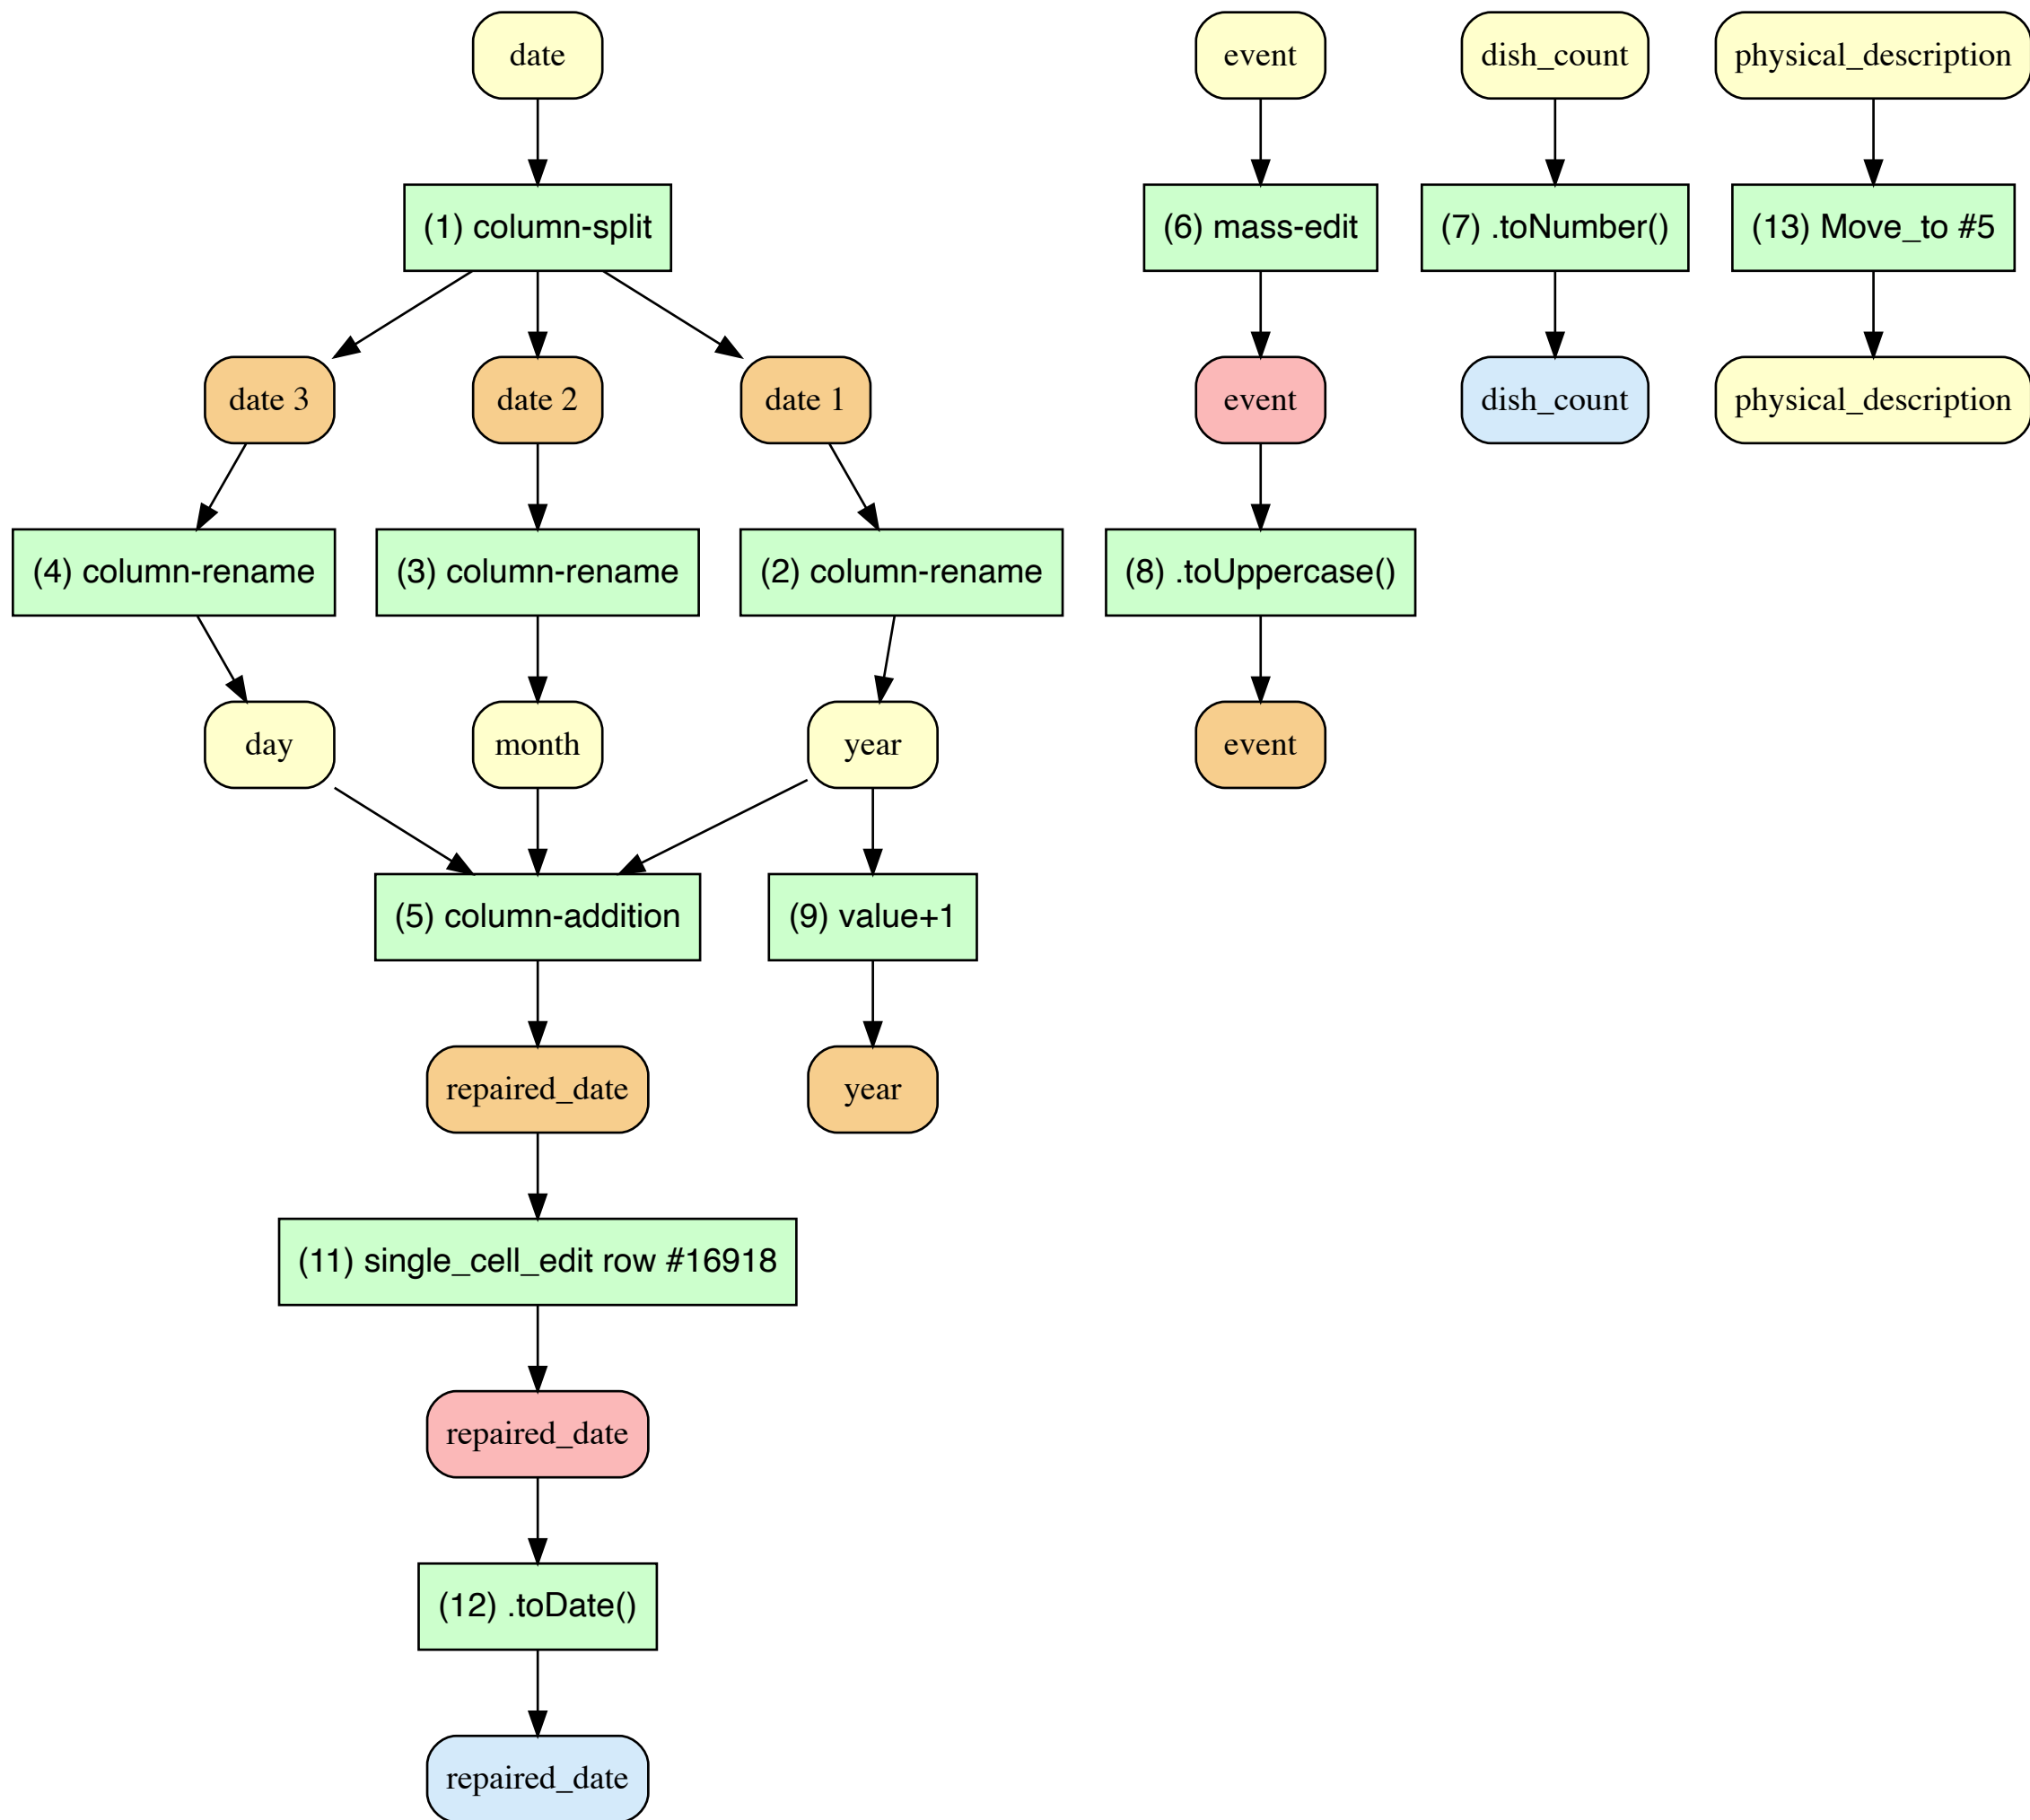 date
event
dish_count
physical_description
(1) column-split
(6) mass-edit
(7) .toNumber()
(13) Move_to #5
date 3
date 2
date 1
event
dish_count
physical_description
(4) column-rename
(3) column-rename
(2) column-rename
(8) .toUppercase()
day
month
year
event
(5) column-addition
(9) value+1
repaired_date
year
(11) single_cell_edit row #16918
repaired_date
(12) .toDate()
repaired_date